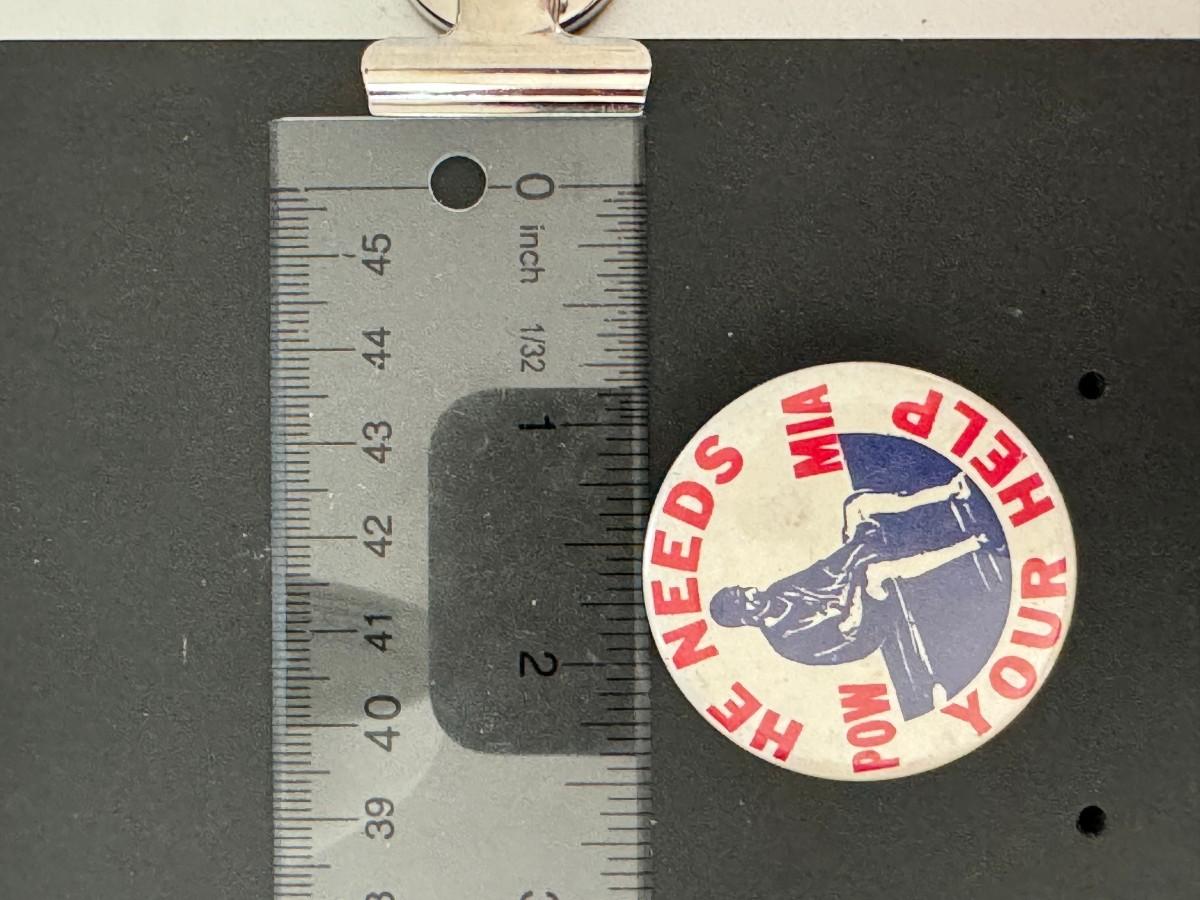 0
inch 1/32
1
2
45
44
43
42
41
40
39
HE NEEDS
YOUR HELP
POW
MIA